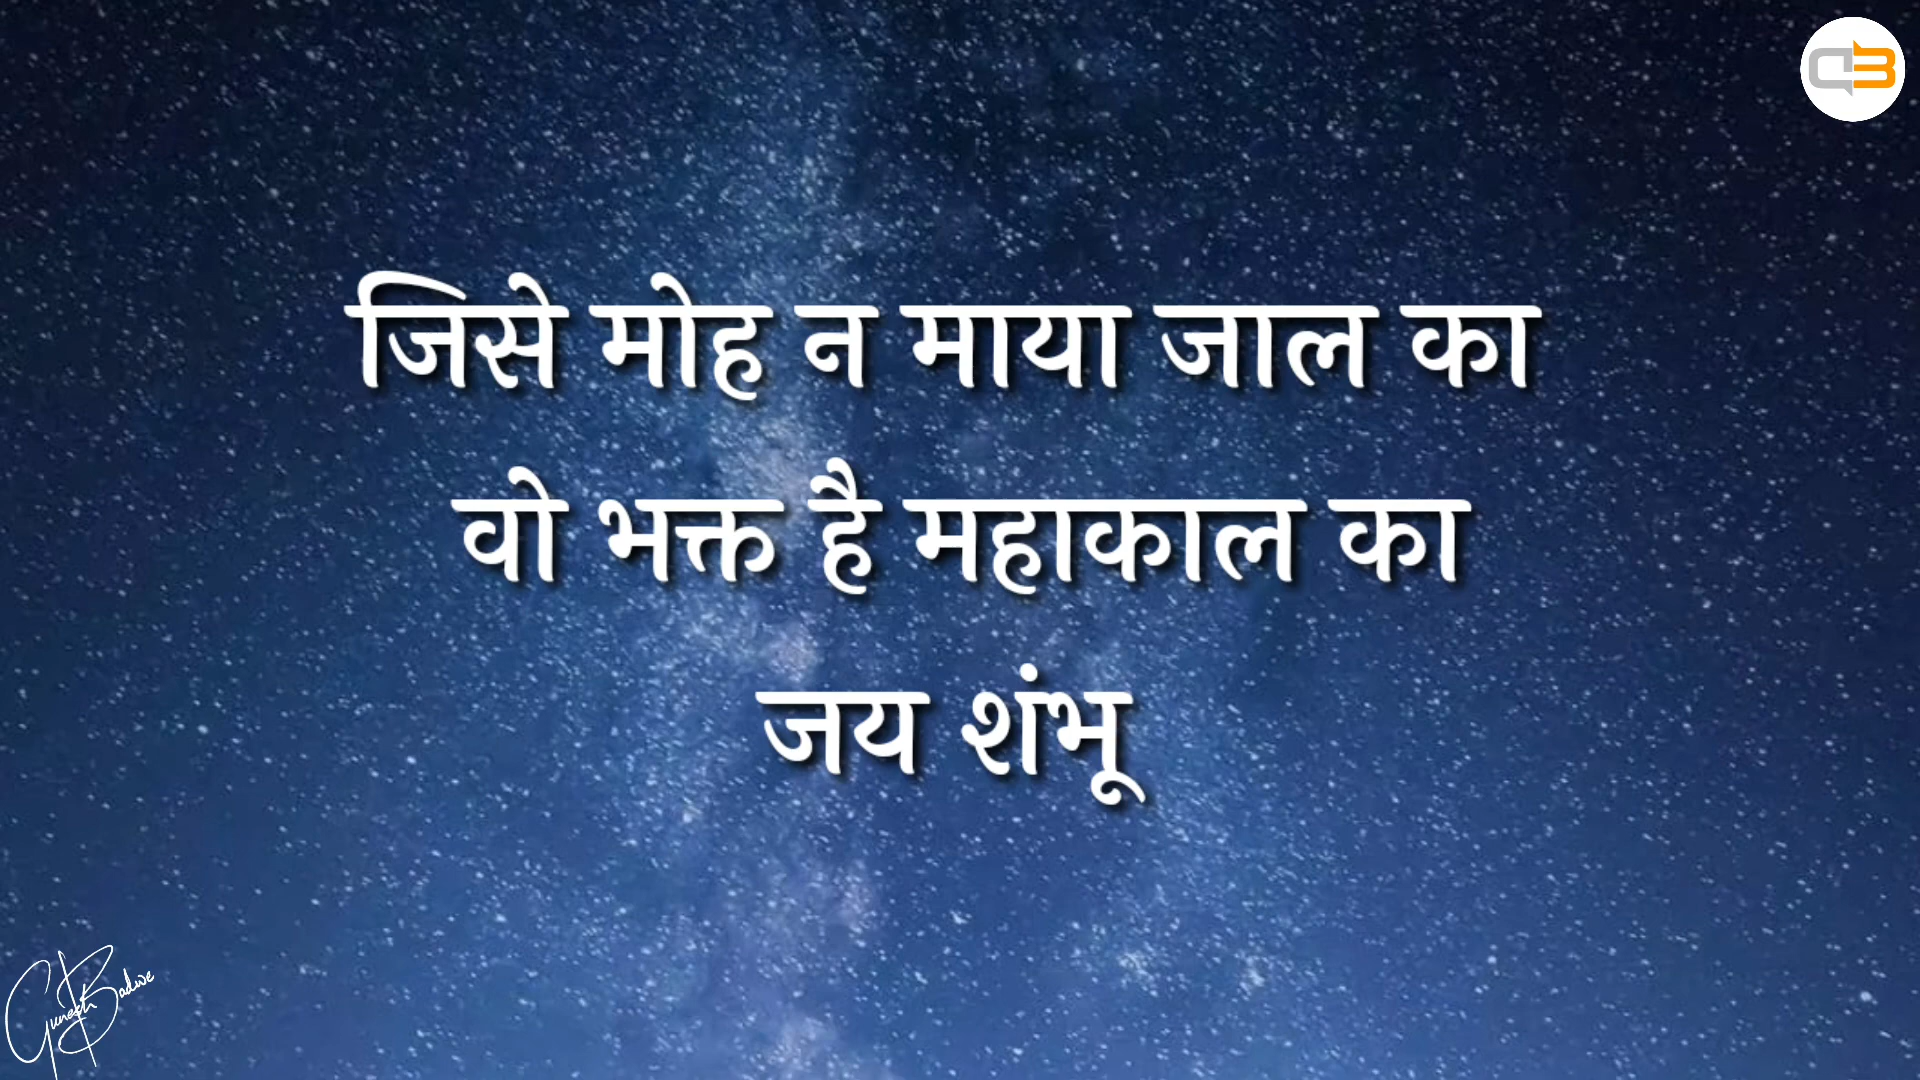 जिसे मोह न माया जाल का
वो भक्त है महाकाल का
जय शंभू